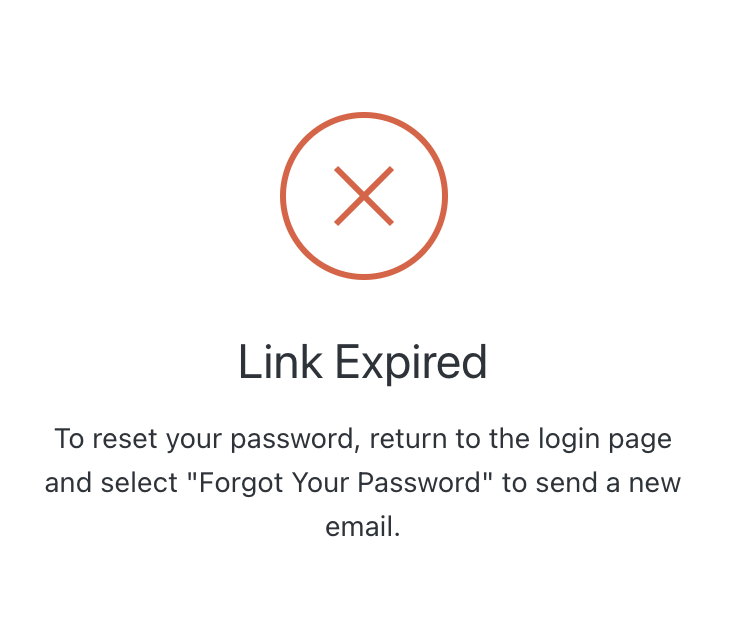 Link Expired
To reset your password, return to the login page
and select "Forgot Your Password" to send a new
email.